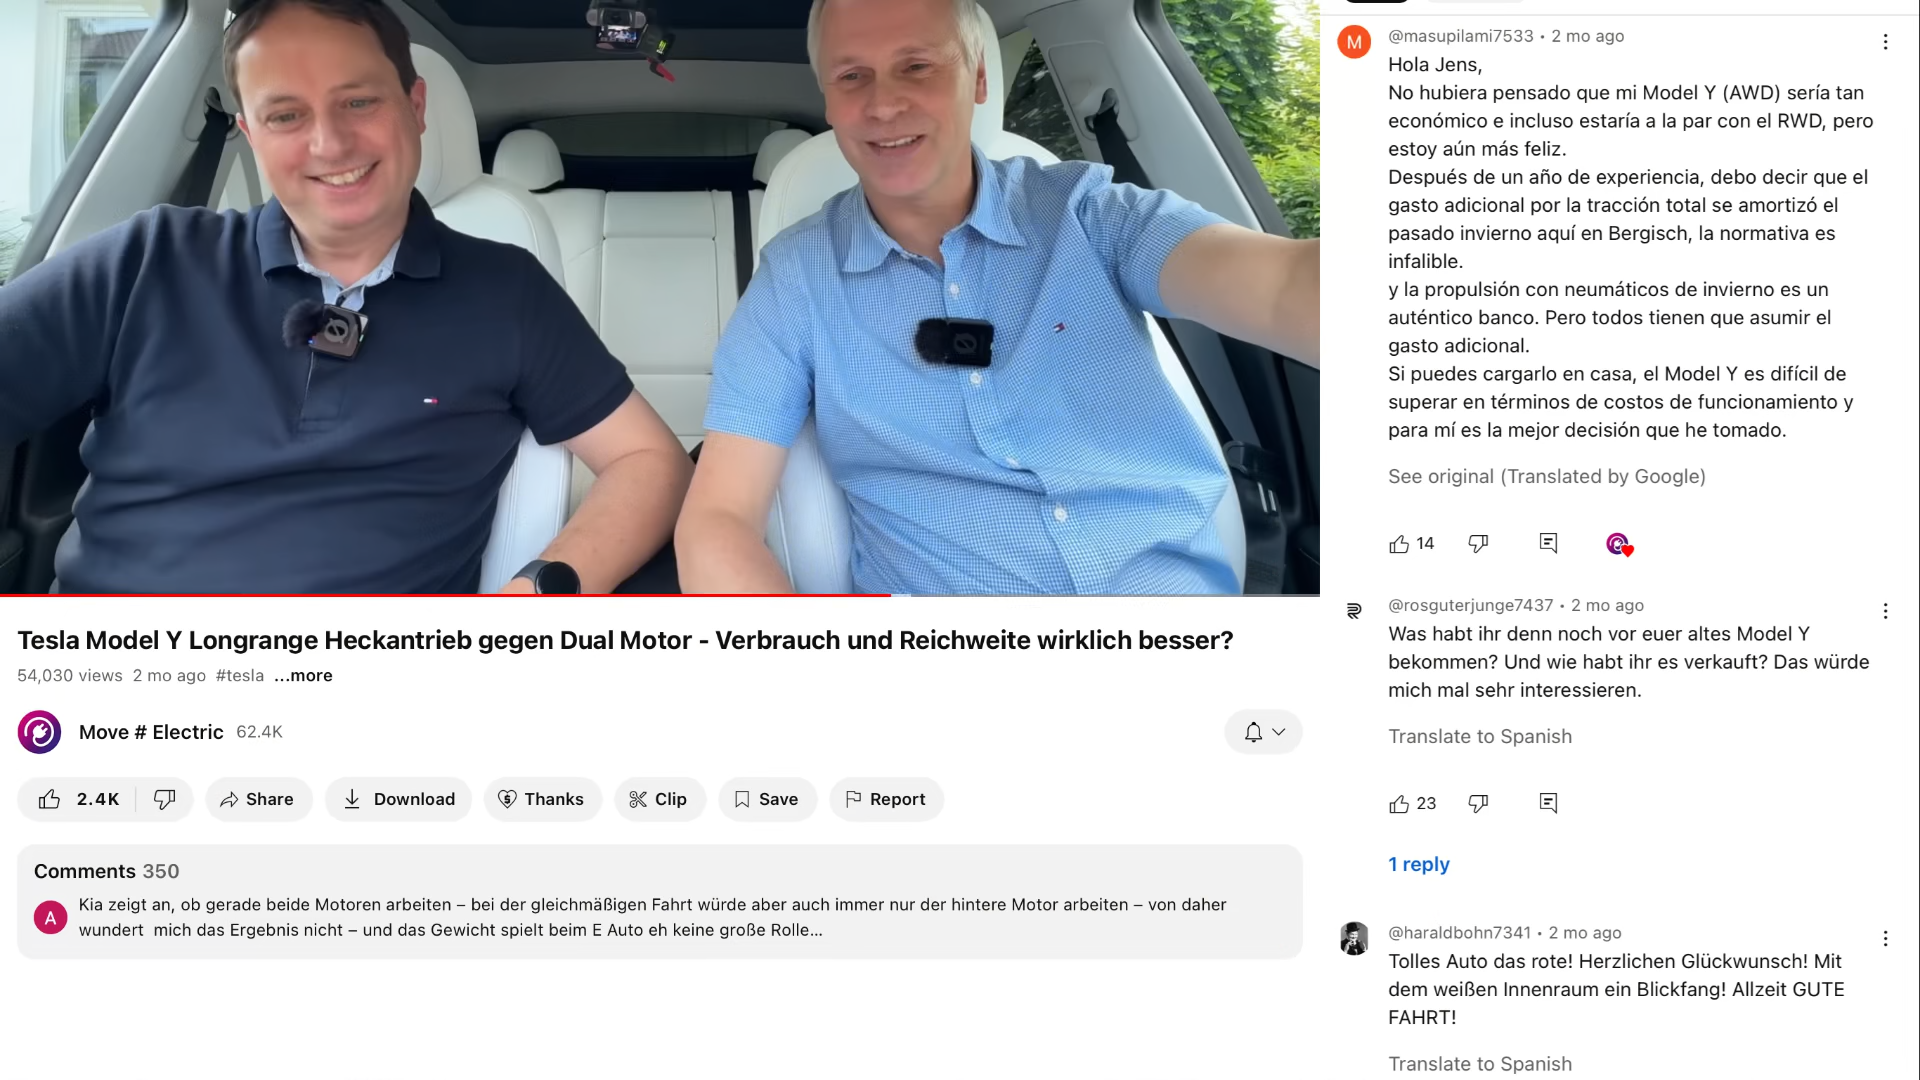 Tesla Model Y Longrange Heckantrieb gegen Dual Motor - Verbrauch und Reichweite wirklich besser?
54,030 views 2 mo ago #tesla ...more
Move # Electric 62.4K
2.4K Share Download Thanks Clip Save Report
Comments 350
A
Kia zeigt an, ob gerade beide Motoren arbeiten – bei der gleichmäßigen Fahrt würde aber auch immer nur der hintere Motor arbeiten – von daher
wundert mich das Ergebnis nicht – und das Gewicht spielt beim E Auto eh keine große Rolle...
M
@masupilami7533 • 2 mo ago
Hola Jens,
No hubiera pensado que mi Model Y (AWD) sería tan
económico e incluso estaría a la par con el RWD, pero
estoy aún más feliz.
Después de un año de experiencia, debo decir que el
gasto adicional por la tracción total se amortizó el
pasado invierno aquí en Bergisch, la normativa es
infalible.
y la propulsión con neumáticos de invierno es un
auténtico banco. Pero todos tienen que asumir el
gasto adicional.
Si puedes cargarlo en casa, el Model Y es difícil de
superar en términos de costos de funcionamiento y
para mí es la mejor decisión que he tomado.
See original (Translated by Google)
14
@rosguterjunge7437 • 2 mo ago
Was habt ihr denn noch vor euer altes Model Y
bekommen? Und wie habt ihr es verkauft? Das würde
mich mal sehr interessieren.
Translate to Spanish
23
1 reply
@haraldbohn7341 • 2 mo ago
Tolles Auto das rote! Herzlichen Glückwunsch! Mit
dem weißen Innenraum ein Blickfang! Allzeit GUTE
FAHRT!
Translate to Spanish